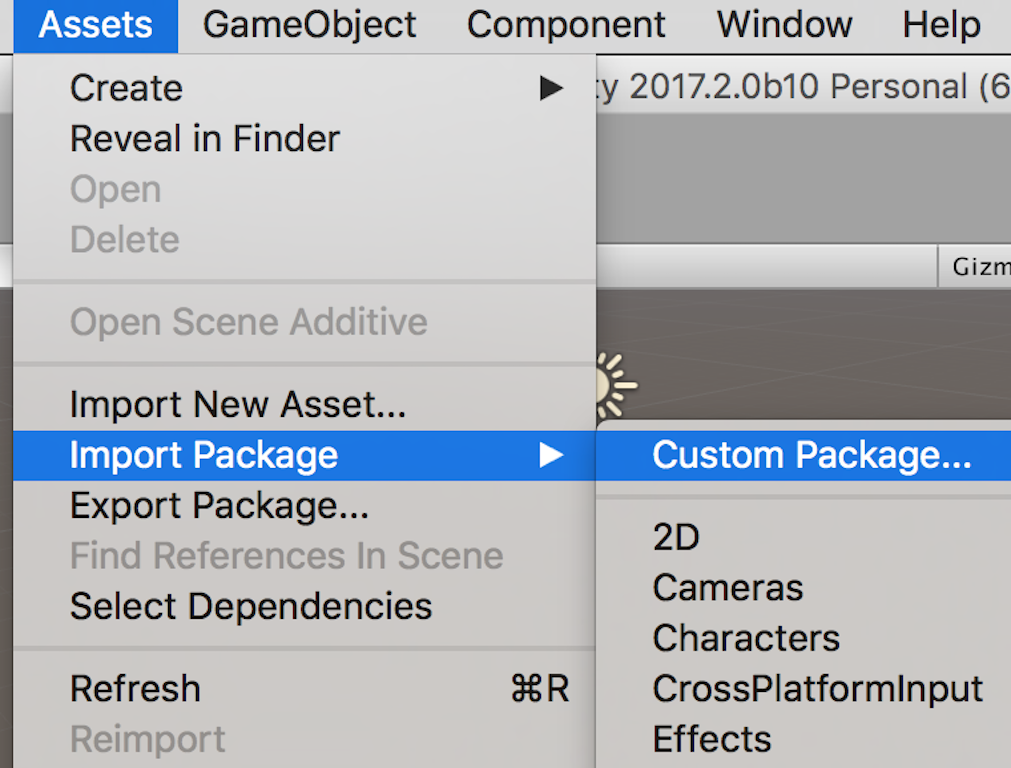 Assets GameObject Component Window Help
Create
2017.2.0b10 Personal (6
Reveal in Finder
Open
Delete
Gizm
Open Scene Additive
Import New Asset...
Import Package
Custom Package...
Export Package...
2D
Find References In Scene
Cameras
Select Dependencies
Characters
Refresh ⌘R
CrossPlatformInput
Reimport
Effects